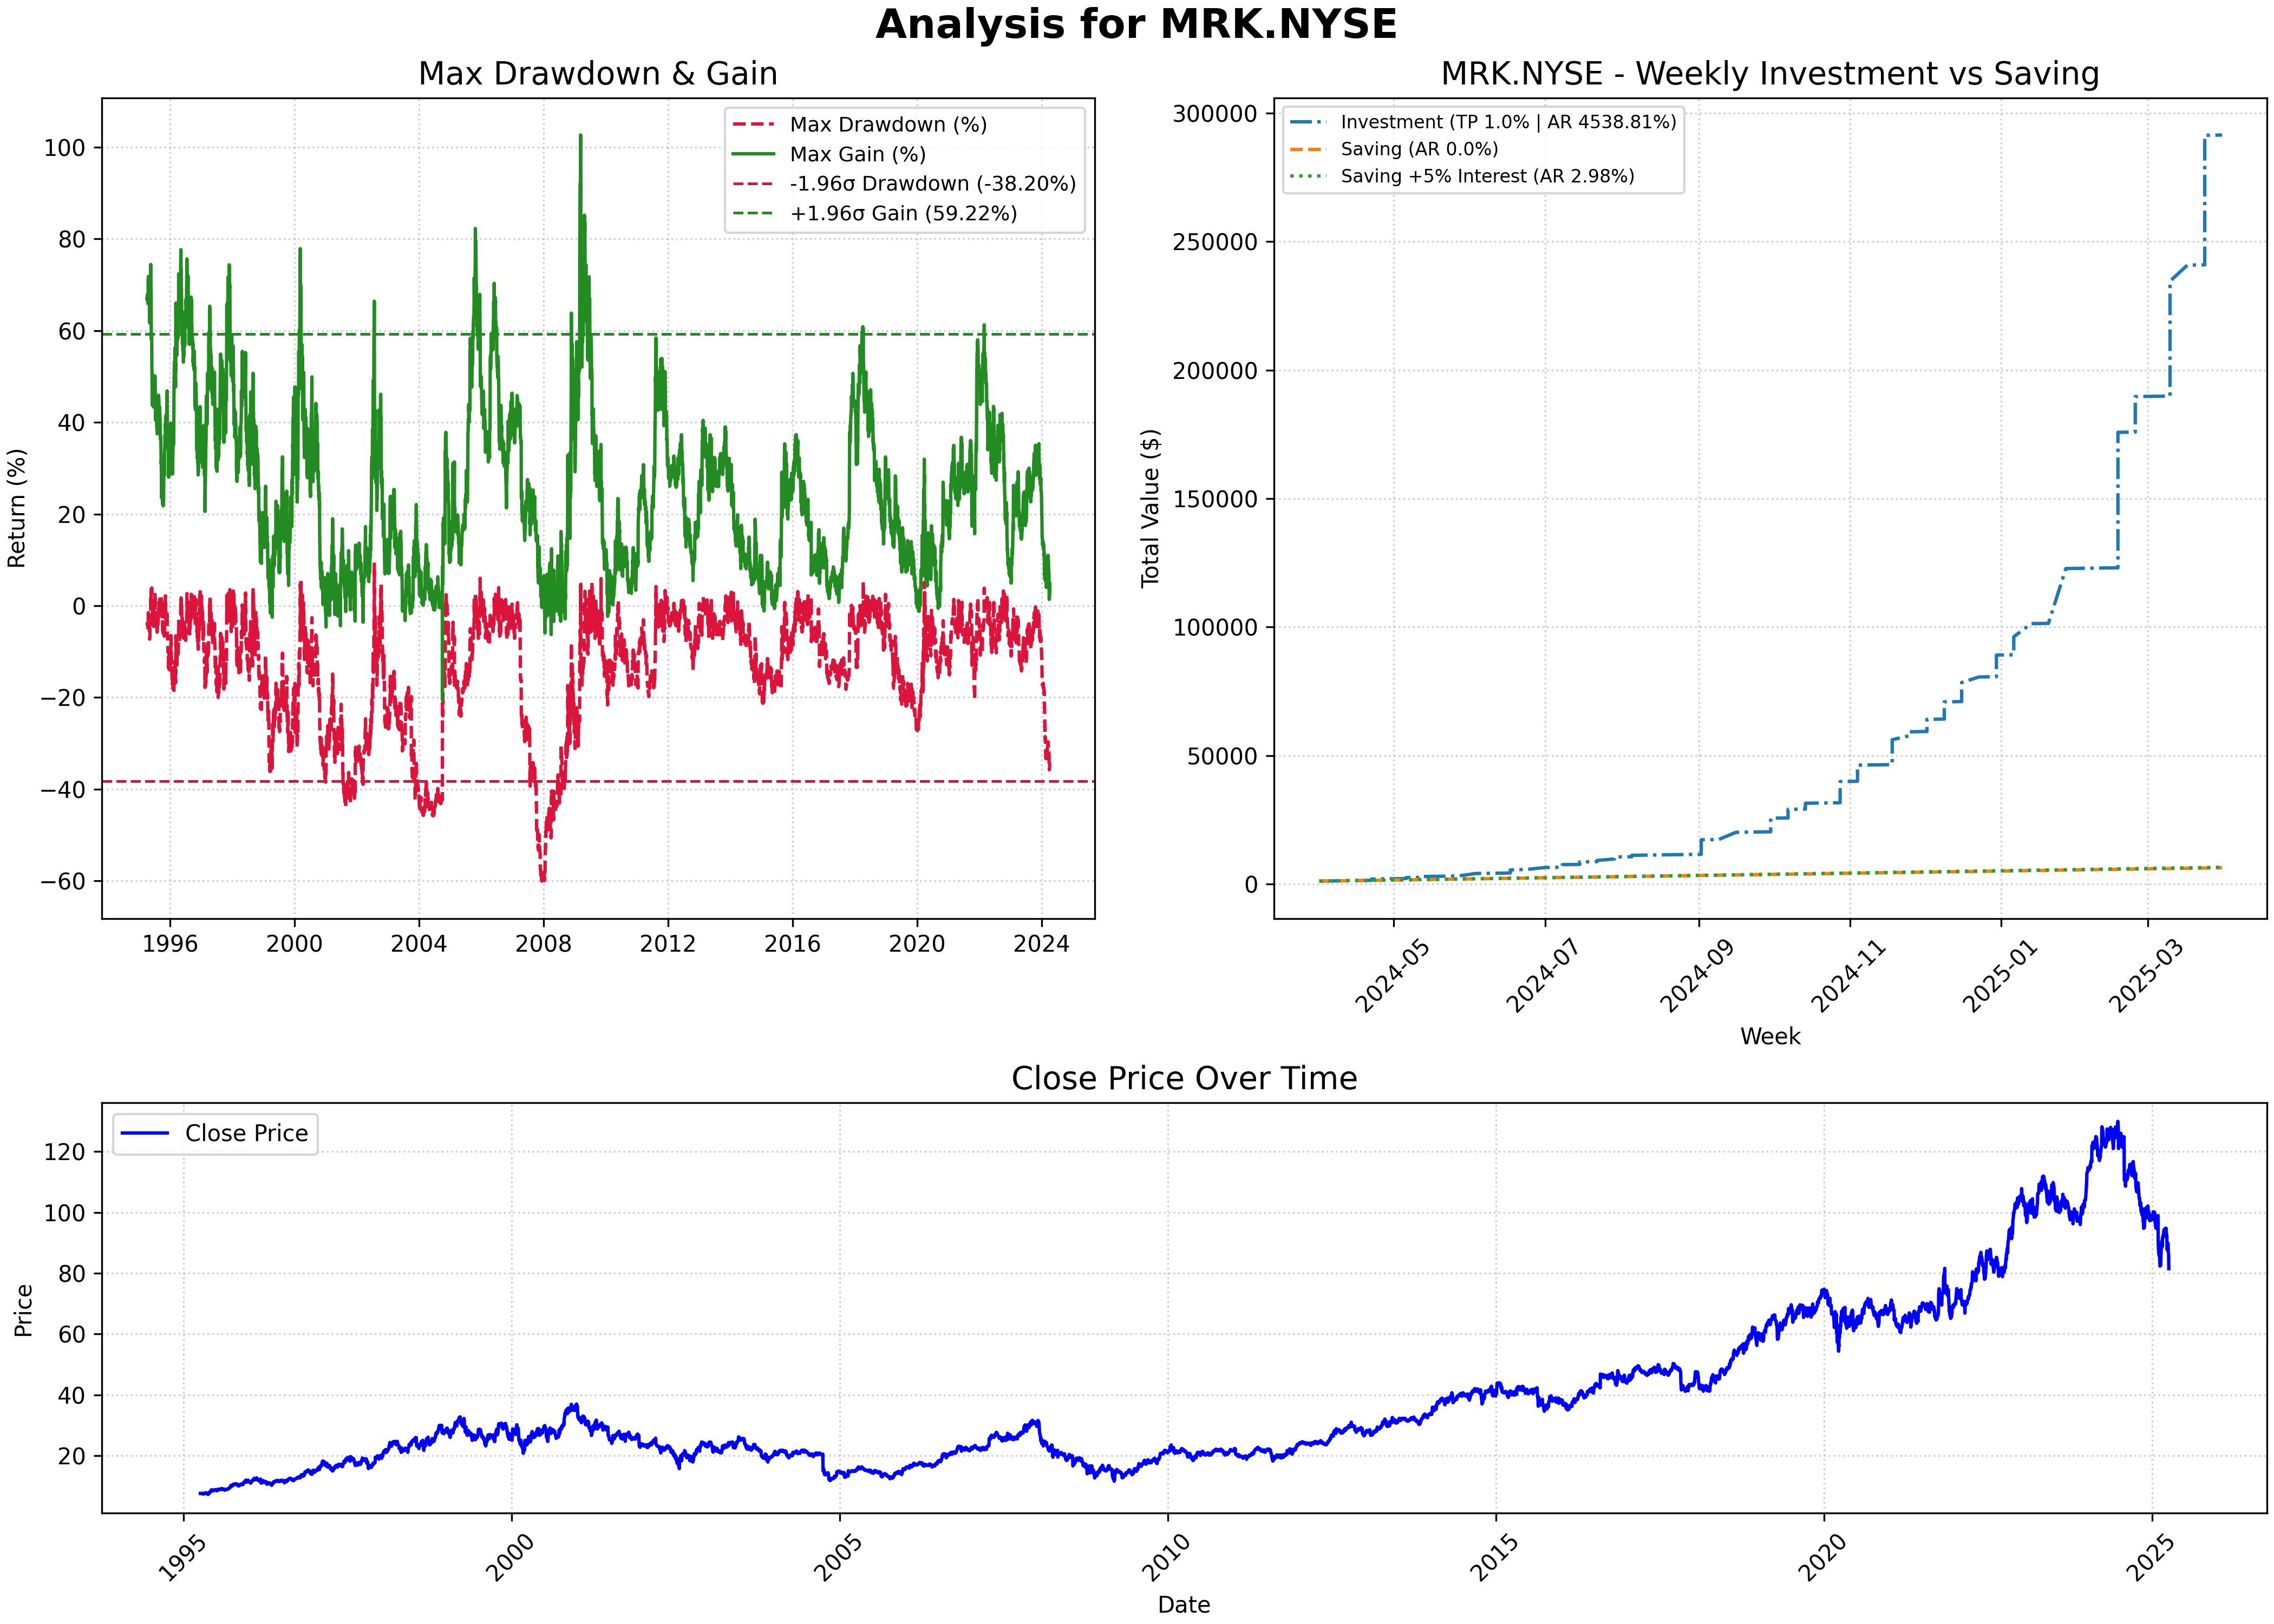 Analysis for MRK.NYSE
Max Drawdown & Gain
Return (%)
100
80
60
40
20
0
−20
−40
−60
1996
2000
2004
2008
2012
2016
2020
2024
Max Drawdown (%)
Max Gain (%)
-1.96σ Drawdown (-38.20%)
+1.96σ Gain (59.22%)
MRK.NYSE - Weekly Investment vs Saving
Total Value ($)
300000
250000
200000
150000
100000
50000
0
Investment (TP 1.0% | AR 4538.81%)
Saving (AR 0.0%)
Saving +5% Interest (AR 2.98%)
2024-05
2024-07
2024-09
2024-11
2025-01
2025-03
Week
Close Price Over Time
Price
120
100
80
60
40
20
Close Price
1995
2000
2005
2010
2015
2020
2025
Date